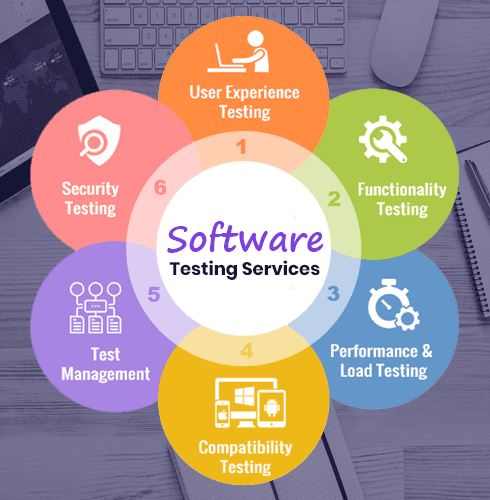 User Experience
Testing
1
Functionality
Testing
2
Performance &
Load Testing
3
Compatibility
Testing
4
Test
Management
5
Security
Testing
6
Software
Testing Services